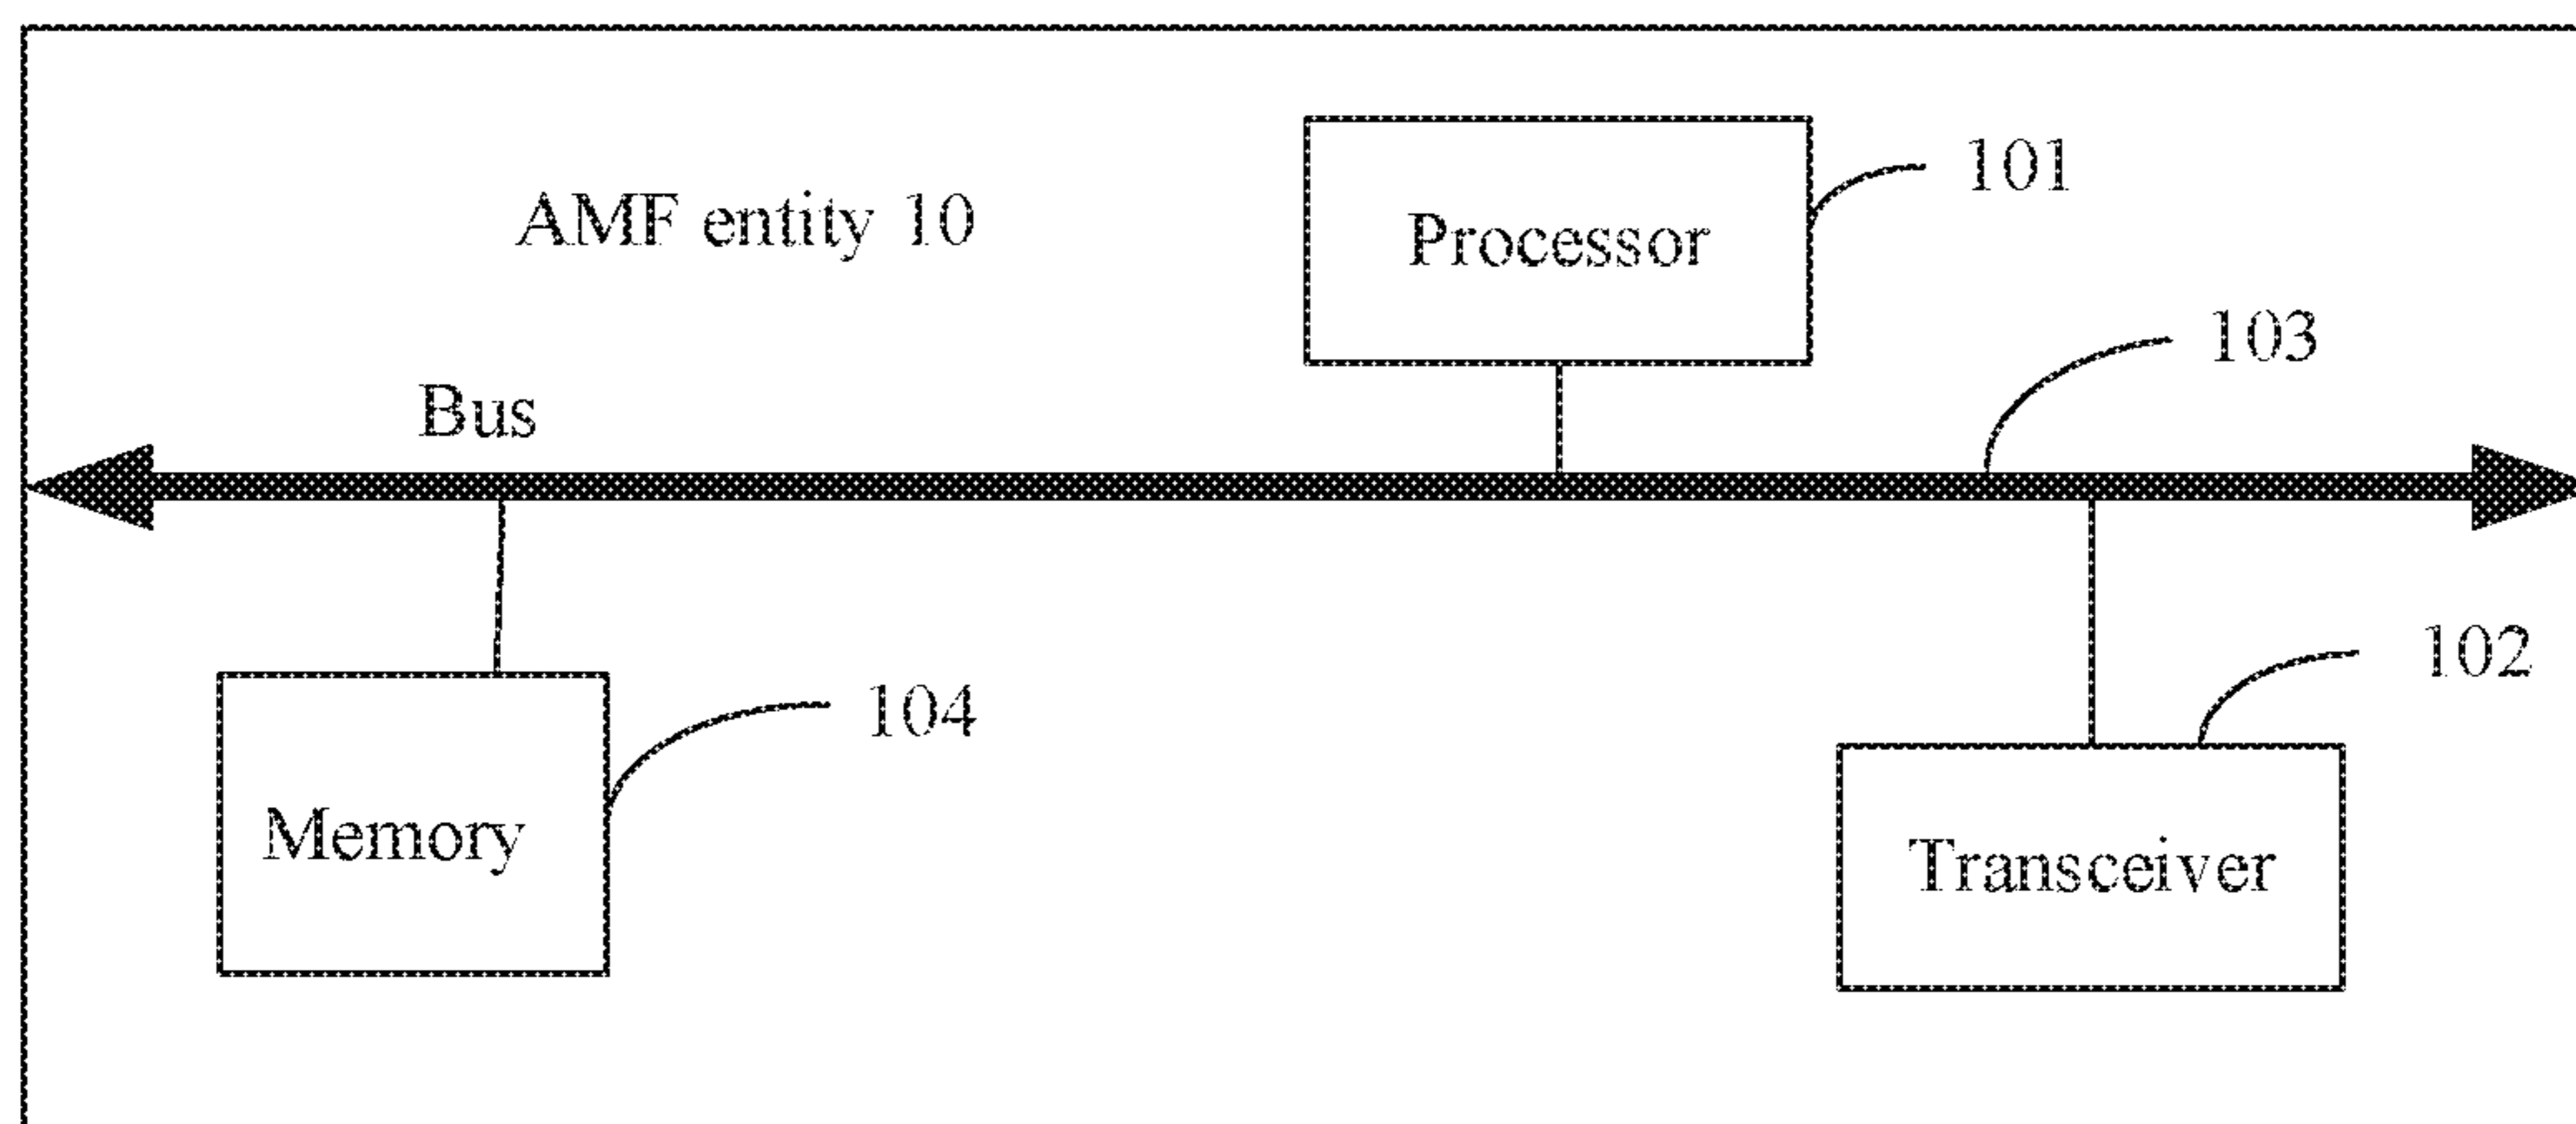 101
AMF entity 10
Processor
103
Bus
102
104
Memory
Transceiver